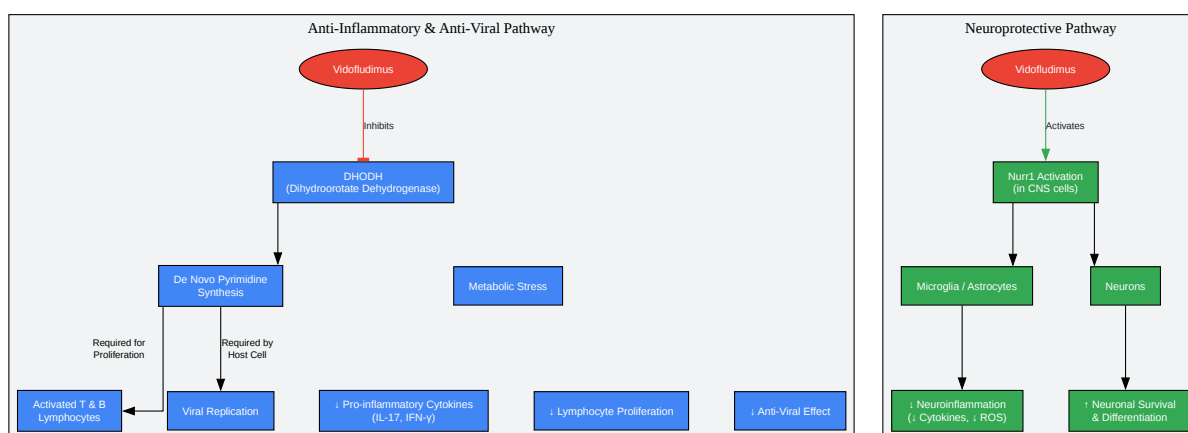 Anti-Inflammatory & Anti-Viral Pathway
Vidofludimus
Inhibits
DHODH
(Dihydroorotate Dehydrogenase)
De Novo Pyrimidine
Synthesis
Metabolic Stress
Required for
Proliferation
Required by
Host Cell
Activated T & B
Lymphocytes
Viral Replication
↓ Pro-inflammatory Cytokines
(IL-17, IFN-γ)
↓ Lymphocyte Proliferation
↓ Anti-Viral Effect
Neuroprotective Pathway
Vidofludimus
Activates
Nurr1 Activation
(in CNS cells)
Microglia / Astrocytes
Neurons
↓ Neuroinflammation
(↓ Cytokines, ↓ ROS)
↑ Neuronal Survival
& Differentiation